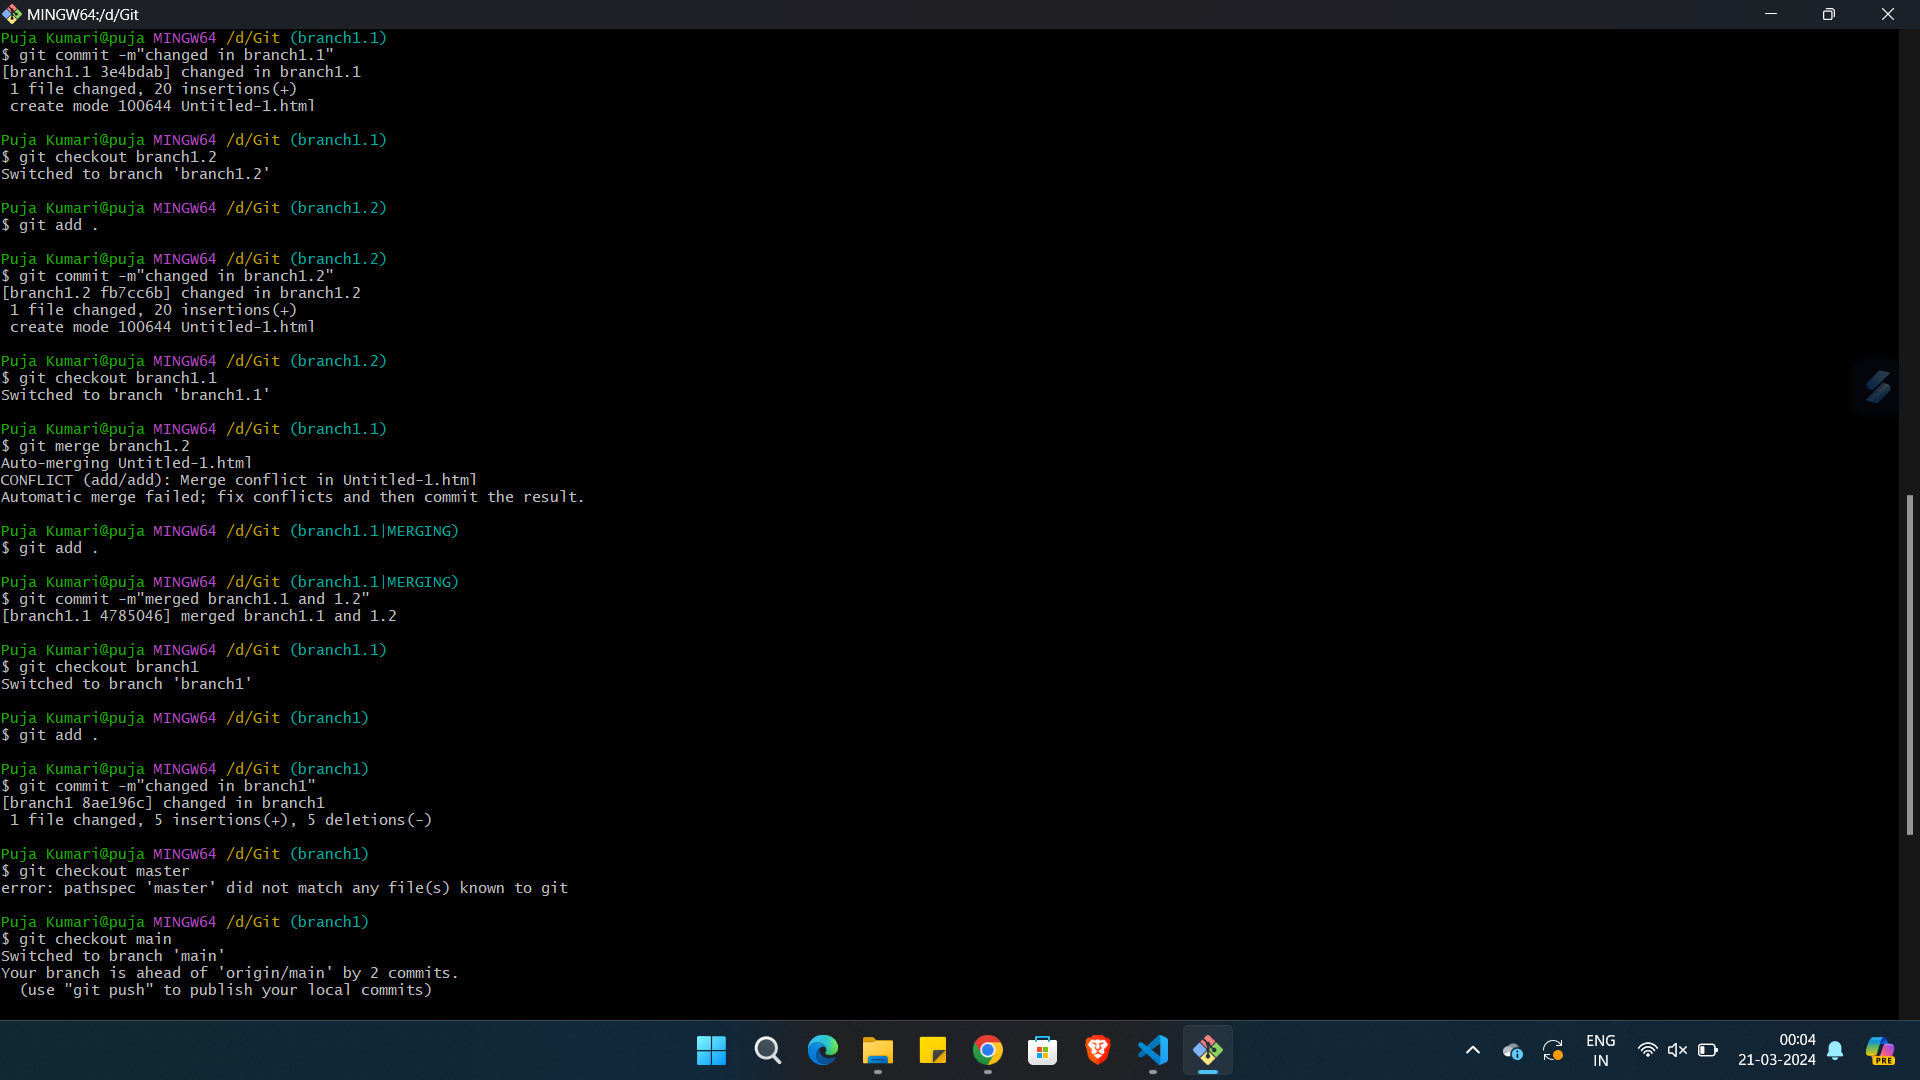 MINGW64:/d/Git
Puja Kumari@puja MINGW64 /d/Git (branch1.1)
$ git commit -m"changed in branch1.1"
[branch1.1 3e4bdab] changed in branch1.1
 1 file changed, 20 insertions(+)
 create mode 100644 Untitled-1.html
Puja Kumari@puja MINGW64 /d/Git (branch1.1)
$ git checkout branch1.2
Switched to branch 'branch1.2'
Puja Kumari@puja MINGW64 /d/Git (branch1.2)
$ git add .
Puja Kumari@puja MINGW64 /d/Git (branch1.2)
$ git commit -m"changed in branch1.2"
[branch1.2 fb7cc6b] changed in branch1.2
 1 file changed, 20 insertions(+)
 create mode 100644 Untitled-1.html
Puja Kumari@puja MINGW64 /d/Git (branch1.2)
$ git checkout branch1.1
Switched to branch 'branch1.1'
Puja Kumari@puja MINGW64 /d/Git (branch1.1)
$ git merge branch1.2
Auto-merging Untitled-1.html
CONFLICT (add/add): Merge conflict in Untitled-1.html
Automatic merge failed; fix conflicts and then commit the result.
Puja Kumari@puja MINGW64 /d/Git (branch1.1|MERGING)
$ git add .
Puja Kumari@puja MINGW64 /d/Git (branch1.1|MERGING)
$ git commit -m"merged branch1.1 and 1.2"
[branch1.1 4785046] merged branch1.1 and 1.2
Puja Kumari@puja MINGW64 /d/Git (branch1.1)
$ git checkout branch1
Switched to branch 'branch1'
Puja Kumari@puja MINGW64 /d/Git (branch1)
$ git add .
Puja Kumari@puja MINGW64 /d/Git (branch1)
$ git commit -m"changed in branch1"
[branch1 8ae196c] changed in branch1
 1 file changed, 5 insertions(+), 5 deletions(-)
Puja Kumari@puja MINGW64 /d/Git (branch1)
$ git checkout master
error: pathspec 'master' did not match any file(s) known to git
Puja Kumari@puja MINGW64 /d/Git (branch1)
$ git checkout main
Switched to branch 'main'
Your branch is ahead of 'origin/main' by 2 commits.
  (use "git push" to publish your local commits)
ENG
IN
00:04
21-03-2024
PRE